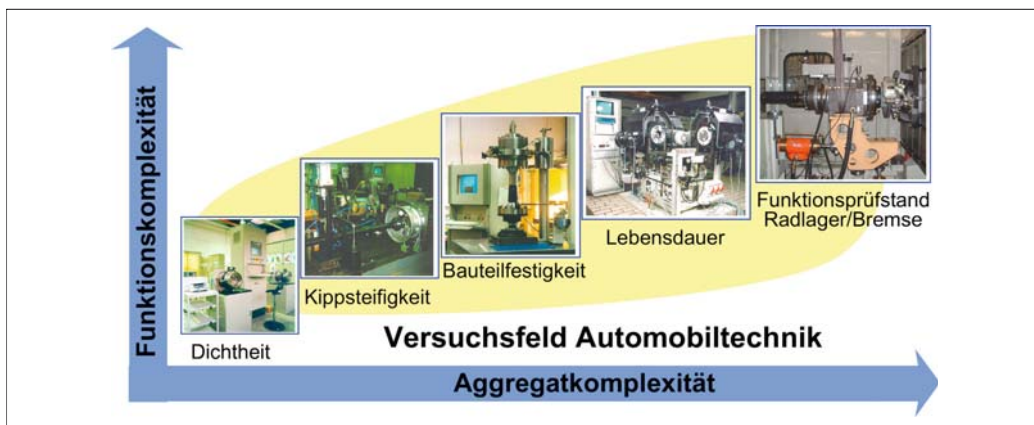 Funktionskomplexität
Dichtheit
Kippsteifigkeit
Bauteilfestigkeit
Lebensdauer
Funktionsprüfstand
Radlager/Bremse
Versuchsfeld Automobiltechnik
Aggregatkomplexität